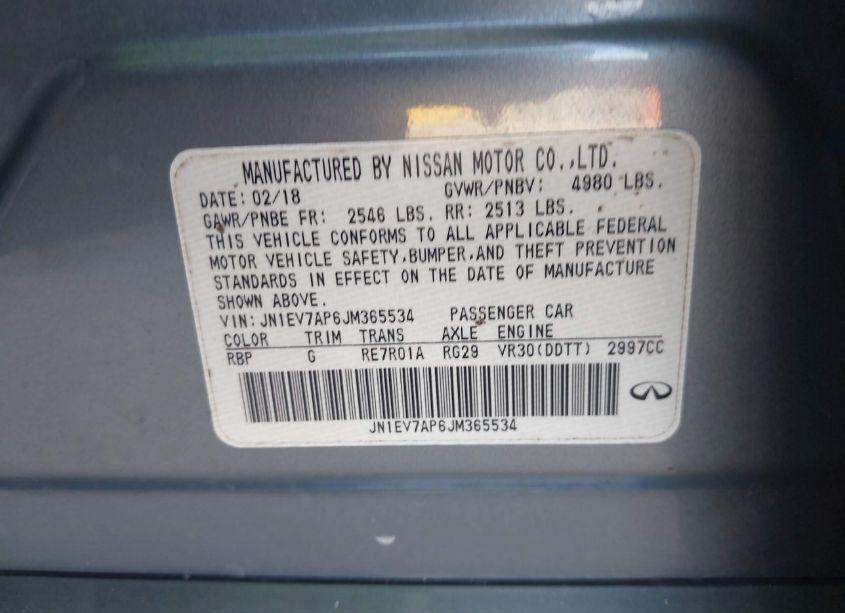 MANUFACTURED BY NISSAN MOTOR CO.,LTD.
DATE: 02/18 GVWR/PNBV: 4980 LBS.
GAWR/PNBE FR: 2546 LBS. RR: 2513 LBS.
THIS VEHICLE CONFORMS TO ALL APPLICABLE FEDERAL
MOTOR VEHICLE SAFETY,BUMPER,AND THEFT PREVENTION
STANDARDS IN EFFECT ON THE DATE OF MANUFACTURE
SHOWN ABOVE.
VIN: JN1EV7AP6JM365534 PASSENGER CAR
COLOR TRIM TRANS AXLE ENGINE
RBP G RE7R01A RG29 VR30(DDTT) 2997CC
JN1EV7AP6JM365534